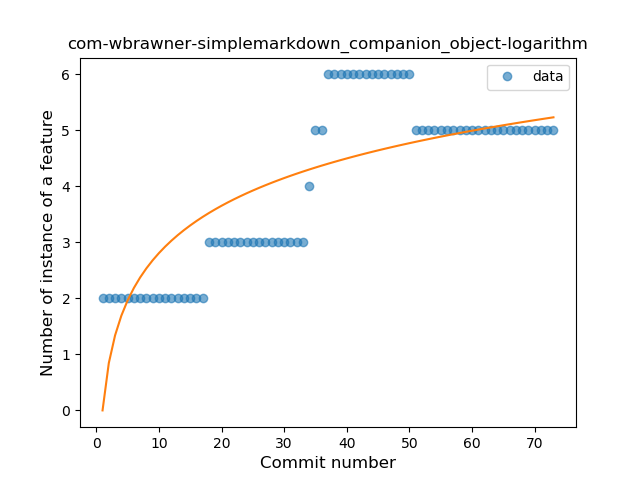 com-wbrawner-simplemarkdown_companion_object-logarithm
data
Number of instance of a feature
6
5
4
3
2
1
0
0 10 20 30 40 50 60 70
Commit number